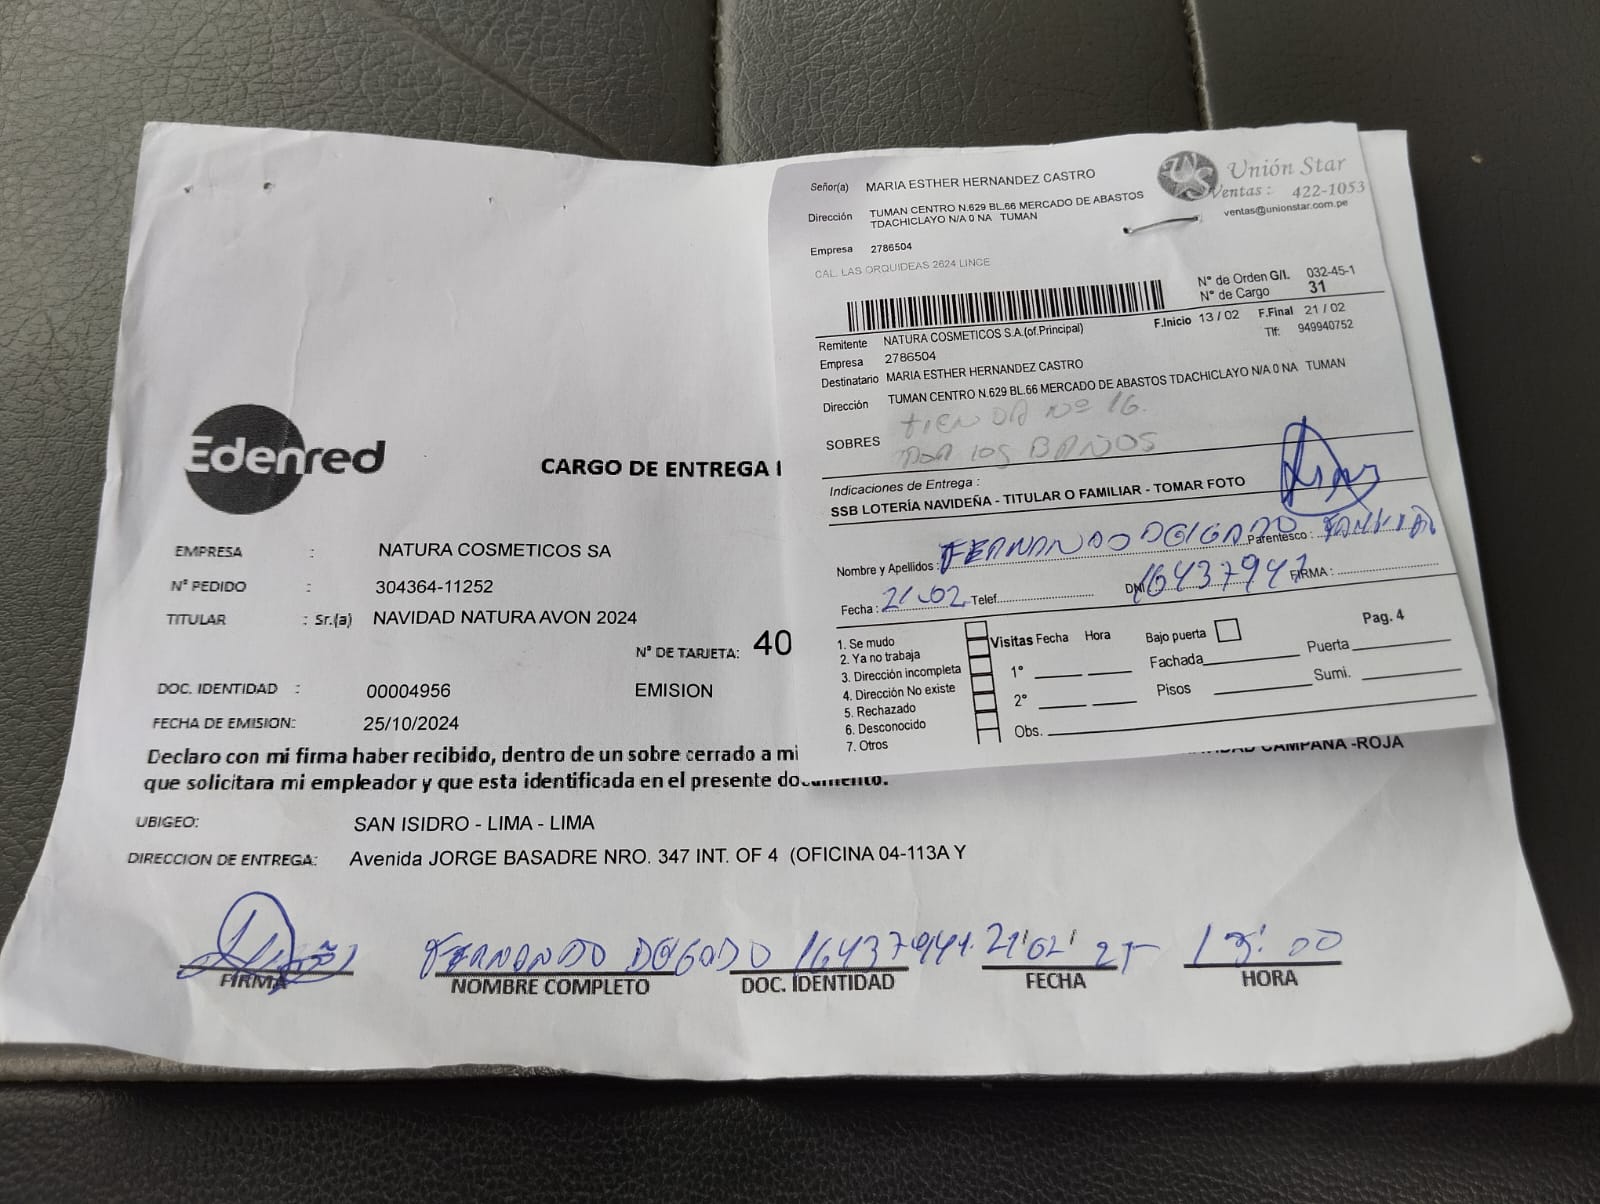 Señor(a) MARIA ESTHER HERNANDEZ CASTRO
Dirección TUMAN CENTRO N.629 BL.66 MERCADO DE ABASTOS
TDACHICLAYO N/A 0 NA TUMAN
Empresa 2786504
CAL. LAS ORQUIDEAS 2624 LINCE
Unión Star
Ventas : 422-1053
ventas@unionstar.com.pe
N° de Orden G/I. 032-45-1
N° de Cargo 31
F.Inicio 13 / 02 F.Final 21 / 02
Tlf: 949940752
Remitente NATURA COSMETICOS S.A.(of.Principal)
Empresa 2786504
Destinatario MARIA ESTHER HERNANDEZ CASTRO
Dirección TUMAN CENTRO N.629 BL.66 MERCADO DE ABASTOS TDACHICLAYO N/A 0 NA TUMAN
TIENDA Nº 16.
SOBRES POR LOS BAÑOS
Indicaciones de Entrega :
SSB LOTERÍA NAVIDEÑA - TITULAR O FAMILIAR - TOMAR FOTO
Nombre y Apellidos : FERNANDO DELGADO Parentesco :
Fecha : 21-02 Telef. DNI 16437941 FIRMA :
1. Se mudo
2. Ya no trabaja
3. Dirección incompleta
4. Dirección No existe
5. Rechazado
6. Desconocido
7. Otros
Visitas Fecha Hora Bajo puerta Pag. 4
1° Fachada Puerta
2° Pisos Sumi.
Obs.
Edenred
CARGO DE ENTREGA
EMPRESA : NATURA COSMETICOS SA
N° PEDIDO : 304364-11252
TITULAR : Sr.(a) NAVIDAD NATURA AVON 2024
N° DE TARJETA: 40
DOC. IDENTIDAD : 00004956 EMISION
FECHA DE EMISION: 25/10/2024
Declaro con mi firma haber recibido, dentro de un sobre cerrado a mi
CAMPAÑA -ROJA
que solicitara mi empleador y que esta identificada en el presente documento.
UBIGEO: SAN ISIDRO - LIMA - LIMA
DIRECCION DE ENTREGA: Avenida JORGE BASADRE NRO. 347 INT. OF 4 (OFICINA 04-113A Y
FERNANDO DELGADO 16437941. 21'02' 25 13:00
FIRMA NOMBRE COMPLETO DOC. IDENTIDAD FECHA HORA